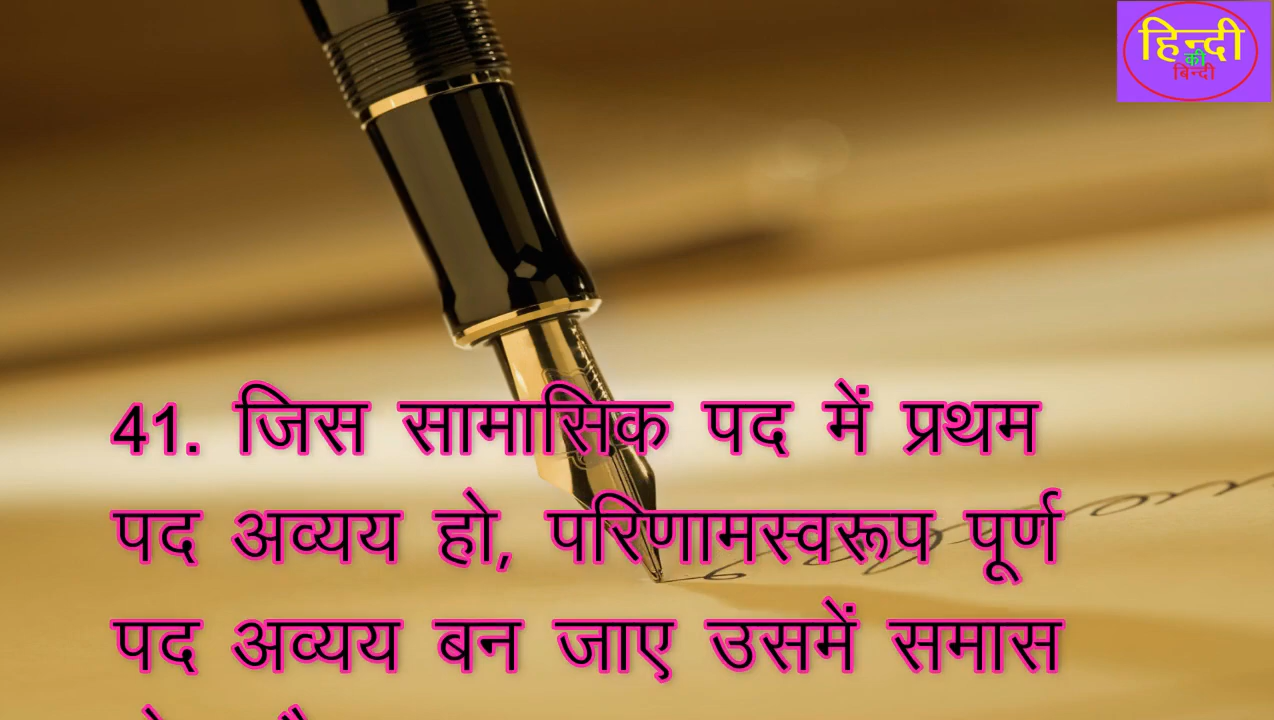 हिन्दी
की
बिन्दी
41. जिस सामासिक पद में प्रथम
पद अव्यय हो, परिणामस्वरूप पूर्ण
पद अव्यय बन जाए उसमें समास